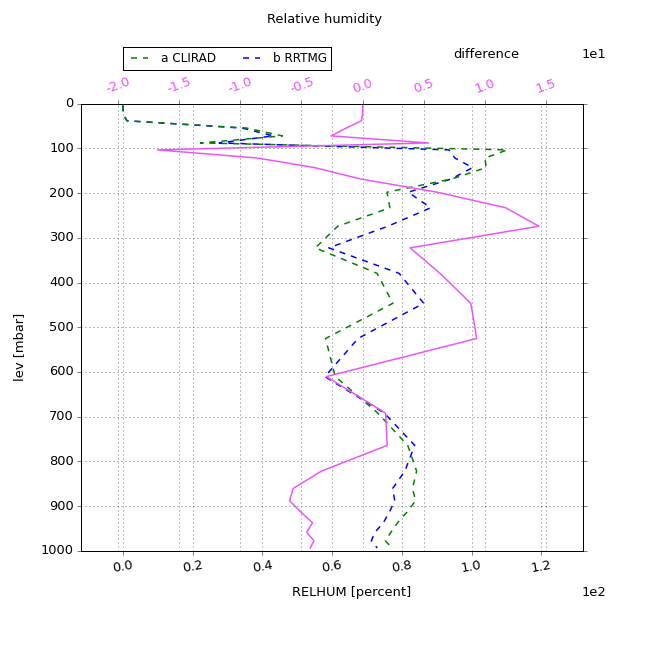 Relative humidity
a CLIRAD b RRTMG
difference 1e1
-2.0 -1.5 -1.0 -0.5 0.0 0.5 1.0 1.5
0
100
200
300
400
500
600
700
800
900
1000
lev [mbar]
0.0 0.2 0.4 0.6 0.8 1.0 1.2
RELHUM [percent] 1e2